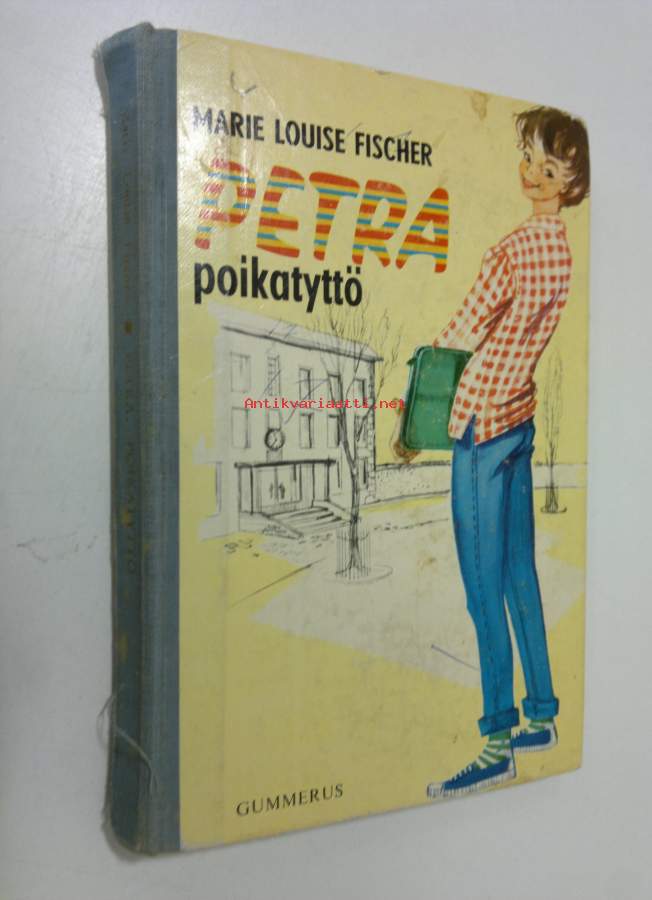 MARIE LOUISE FISCHER
PETRA
poikatyttö
Antikvariaatti.net
GUMMERUS